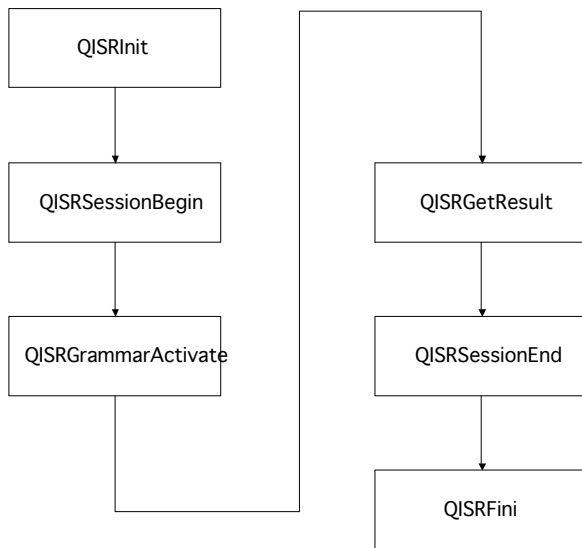 QISRInit
QISRSessionBegin
QISRGrammarActivate
QISRGetResult
QISRSessionEnd
QISRFini